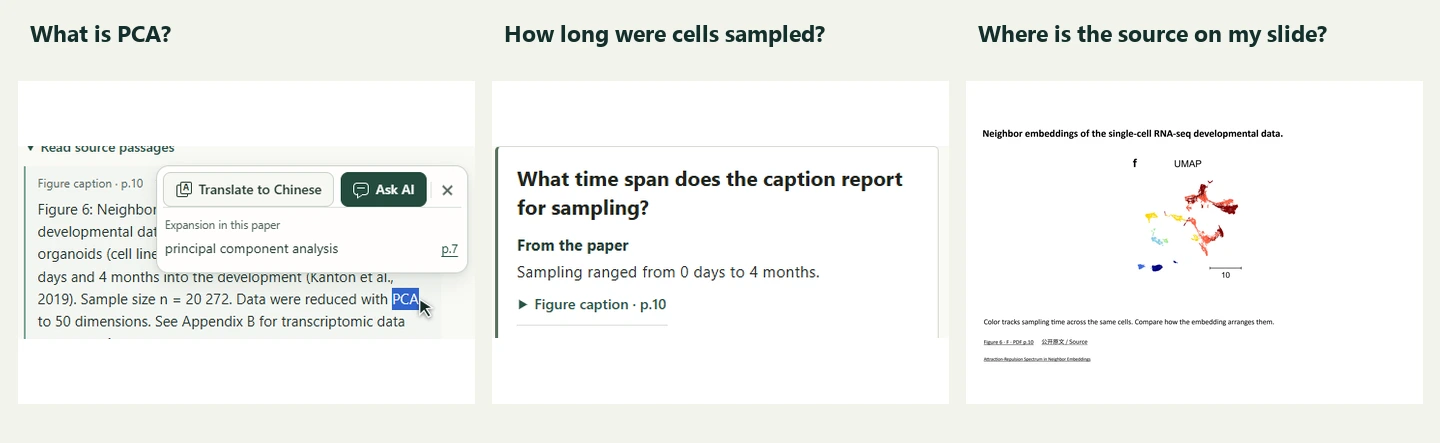 What is PCA?
▼ Read source passages
Figure caption · p.10
Translate to Chinese
Ask AI
Expansion in this paper
principal component analysis p.7
Figure 6: Neighbor
developmental dat
organoids (cell line
days and 4 months into the development (Kanton et al.,
2019). Sample size n = 20 272. Data were reduced with PCA
to 50 dimensions. See Appendix B for transcriptomic data
How long were cells sampled?
What time span does the caption report
for sampling?
From the paper
Sampling ranged from 0 days to 4 months.
▶ Figure caption · p.10
Where is the source on my slide?
Neighbor embeddings of the single-cell RNA-seq developmental data.
f UMAP
10
Color tracks sampling time across the same cells. Compare how the embedding arranges them.
Figure 6 · F · PDF p.10 公开原文 / Source
Attraction-Repulsion Spectrum in Neighbor Embeddings